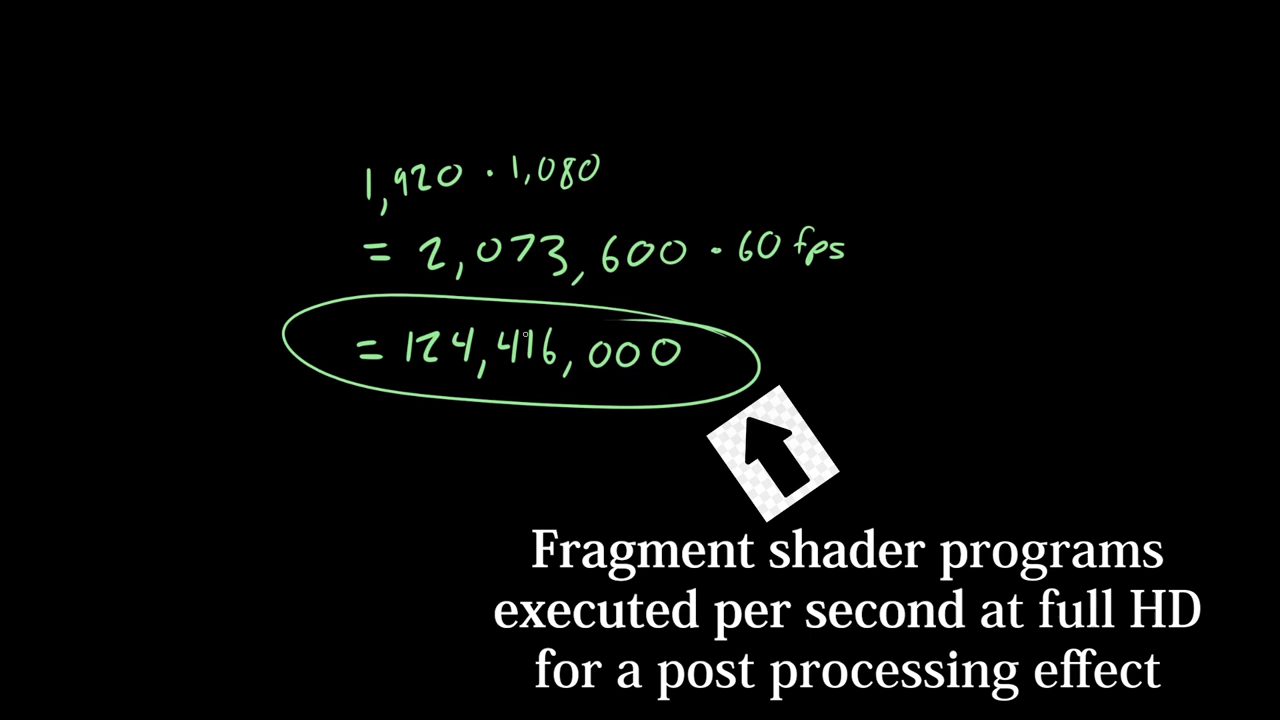 1,920 · 1,080
= 2,073,600 · 60 fps
= 124,416,000
Fragment shader programs
executed per second at full HD
for a post processing effect